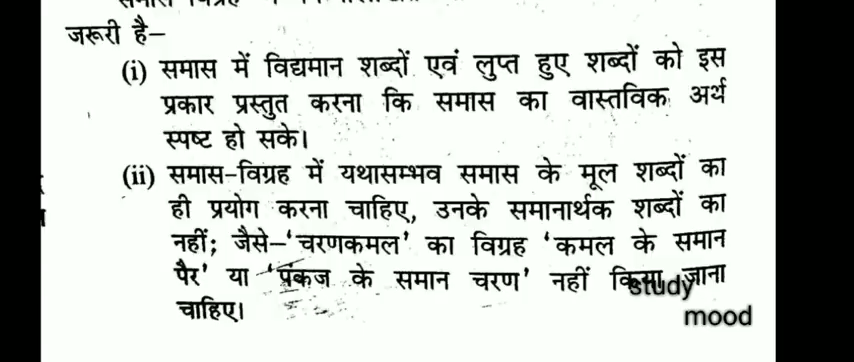 जरूरी है–
(i) समास में विद्यमान शब्दों एवं लुप्त हुए शब्दों को इस
प्रकार प्रस्तुत करना कि समास का वास्तविक अर्थ
स्पष्ट हो सके।
(ii) समास-विग्रह में यथासम्भव समास के मूल शब्दों का
ही प्रयोग करना चाहिए, उनके समानार्थक शब्दों का
नहीं; जैसे–‘चरणकमल’ का विग्रह ‘कमल के समान
पैर’ या ‘पंकज के समान चरण’ नहीं किया जाना
चाहिए।
study
mood